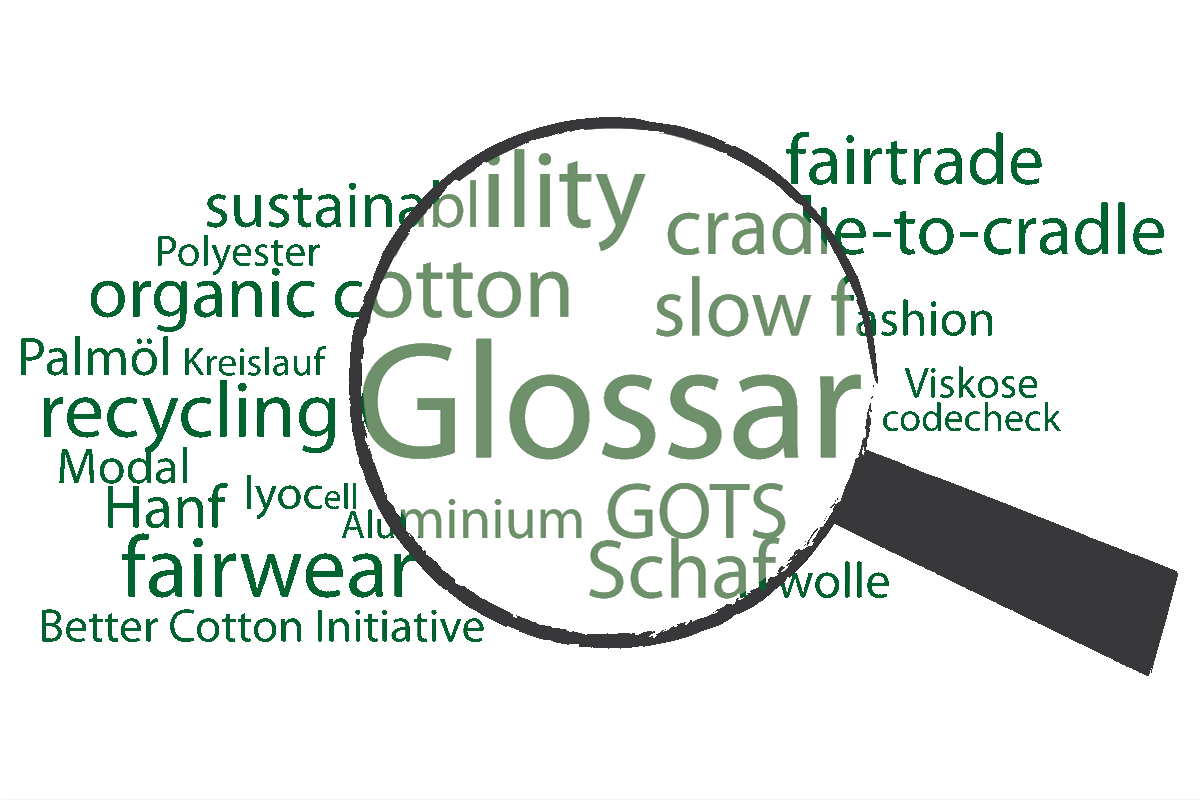 fairtrade
sustainability
cradle-to-cradle
Polyester
organic cotton
slow fashion
Palmöl
Kreislauf
Glossar
Viskose
recycling
codecheck
Modal
Hanf
lyocell
Aluminium
GOTS
fairwear
Schafwolle
Better Cotton Initiative